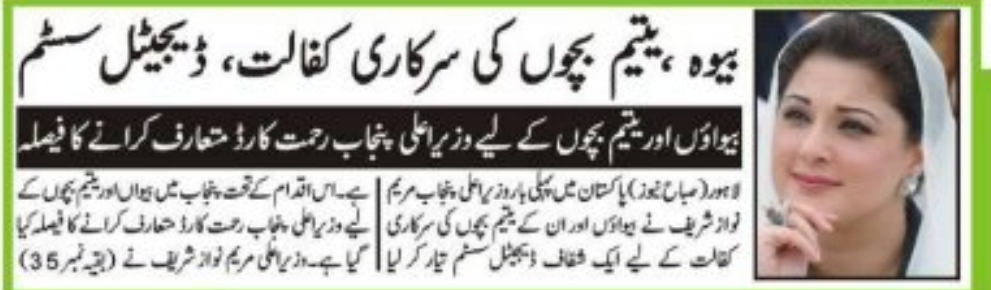 بیوہ، یتیم بچوں کی سرکاری کفالت، ڈیجیٹل سسٹم
بیواؤں اور یتیم بچوں کے لیے وزیراعلیٰ پنجاب رحمت کارڈ متعارف کرانے کا فیصلہ
لاہور (صباح نیوز) پاکستان میں پہلی بار وزیراعلیٰ پنجاب مریم
نواز شریف نے بیواؤں اور ان کے یتیم بچوں کی سرکاری
کفالت کے لیے ایک شفاف ڈیجیٹل سسٹم تیار کر لیا
ہے۔ اس اقدام کے تحت پنجاب میں بیواں اور یتیم بچوں کے
لیے وزیراعلیٰ پنجاب رحمت کارڈ متعارف کرانے کا فیصلہ کیا
گیا ہے۔ وزیراعلیٰ مریم نواز شریف نے (بقیہ نمبر 35)